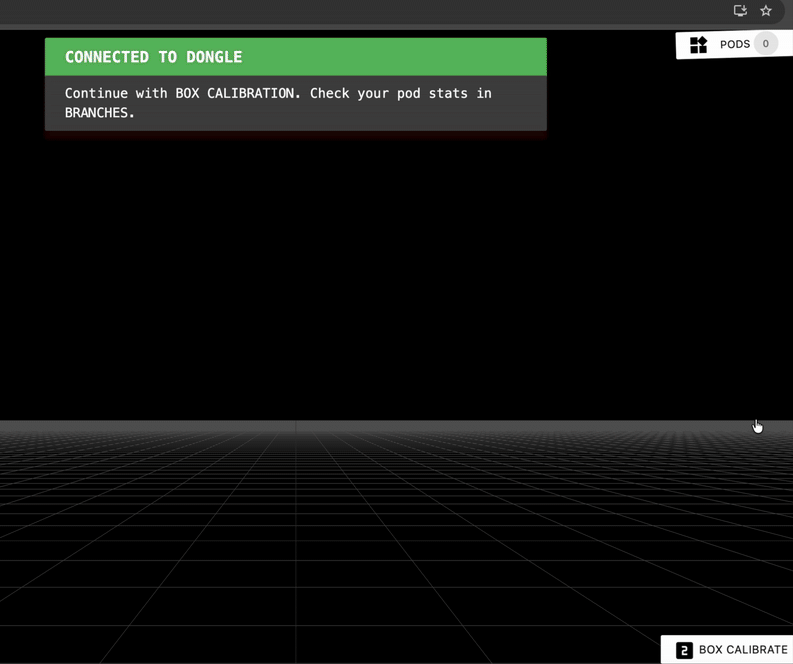 CONNECTED TO DONGLE
PODS 0
Continue with BOX CALIBRATION. Check your pod stats in
BRANCHES.
2 BOX CALIBRATE